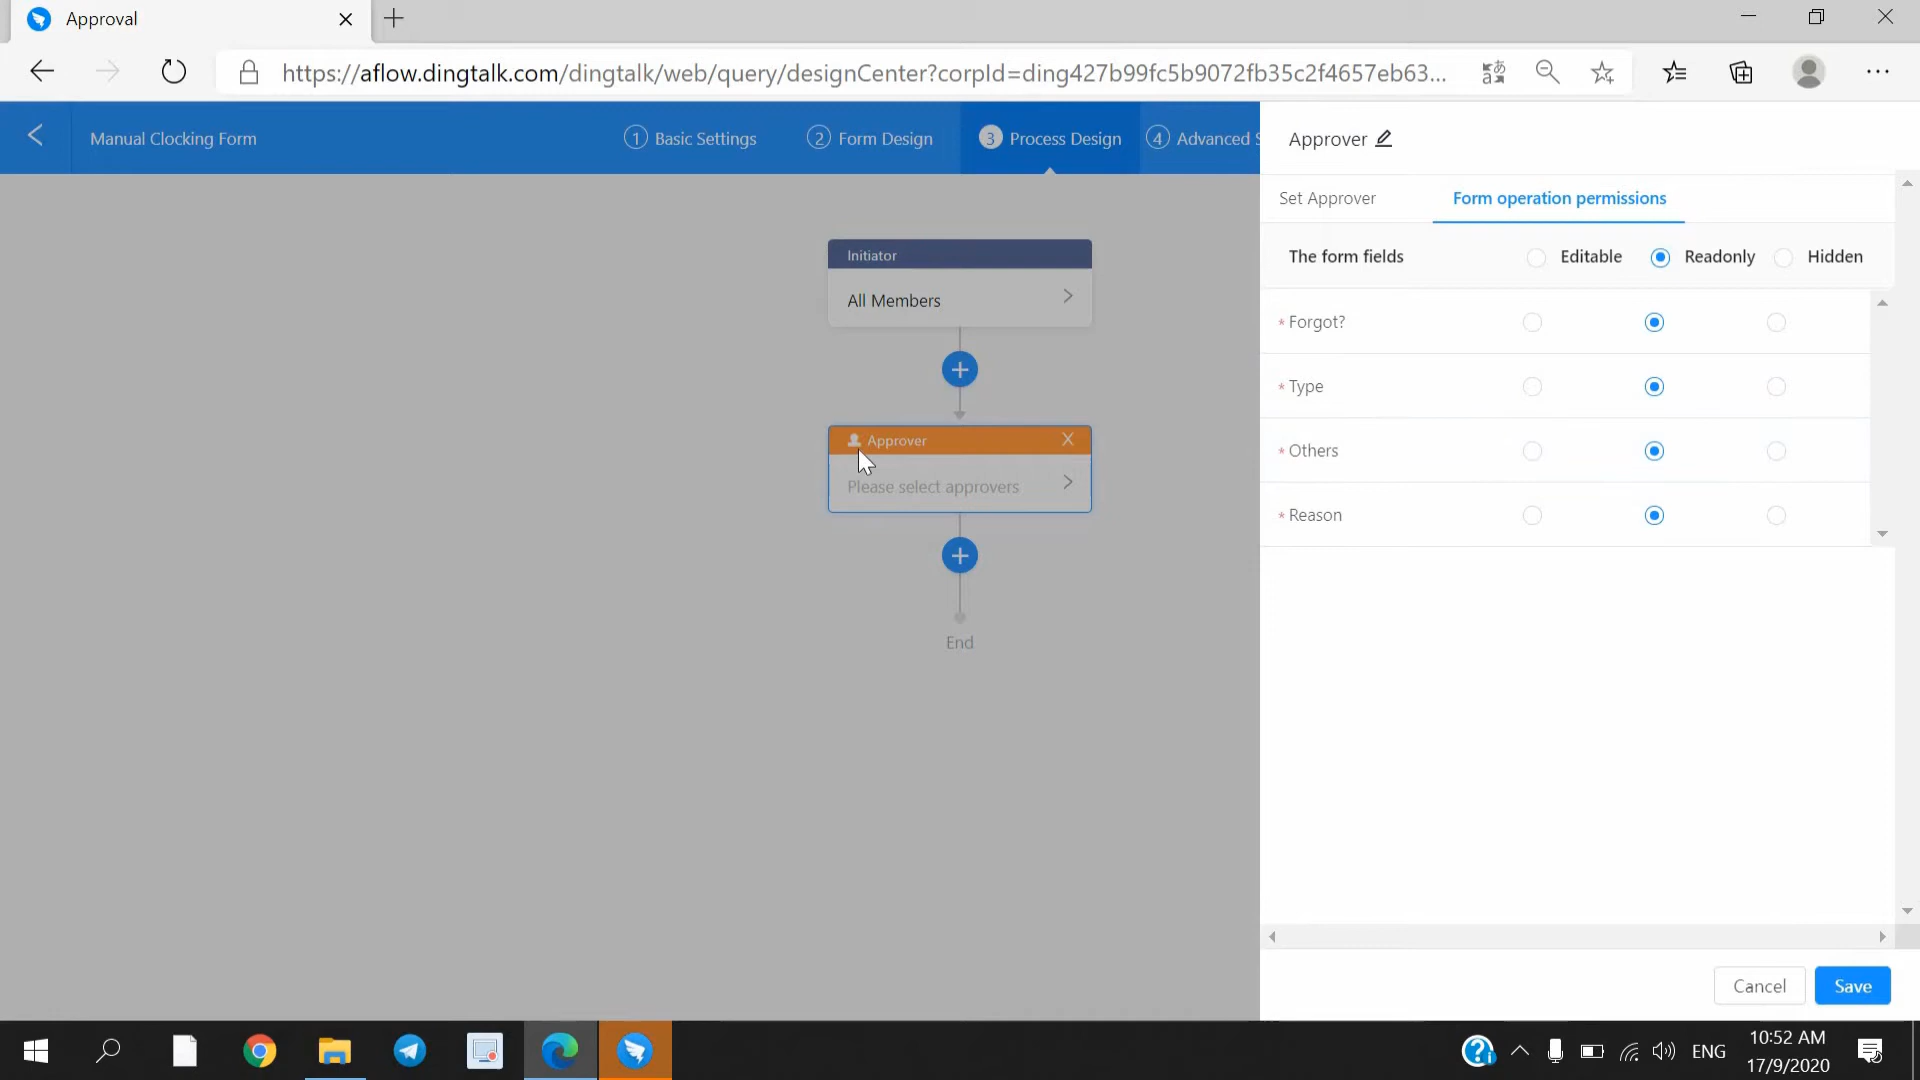 Approval
https://aflow.dingtalk.com/dingtalk/web/query/designCenter?corpId=ding427b99fc5b9072fb35c2f4657eb63...
Manual Clocking Form
1 Basic Settings
2 Form Design
3 Process Design
4 Advanced S
Approver
Set Approver
Form operation permissions
The form fields Editable Readonly Hidden
* Forgot?
* Type
* Others
* Reason
Initiator
All Members
Approver X
Please select approvers
End
Cancel Save
ENG
10:52 AM
17/9/2020